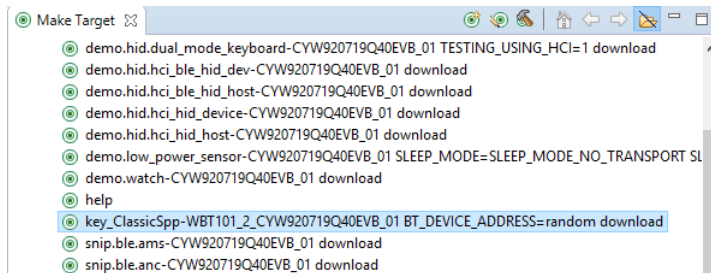 Make Target
demo.hid.dual_mode_keyboard-CYW920719Q40EVB_01 TESTING_USING_HCI=1 download
demo.hid.hci_ble_hid_dev-CYW920719Q40EVB_01 download
demo.hid.hci_ble_hid_host-CYW920719Q40EVB_01 download
demo.hid.hci_hid_device-CYW920719Q40EVB_01 download
demo.hid.hci_hid_host-CYW920719Q40EVB_01 download
demo.low_power_sensor-CYW920719Q40EVB_01 SLEEP_MODE=SLEEP_MODE_NO_TRANSPORT SL
demo.watch-CYW920719Q40EVB_01 download
help
key_ClassicSpp-WBT101_2_CYW920719Q40EVB_01 BT_DEVICE_ADDRESS=random download
snip.ble.ams-CYW920719Q40EVB_01 download
snip.ble.anc-CYW920719Q40EVB_01 download